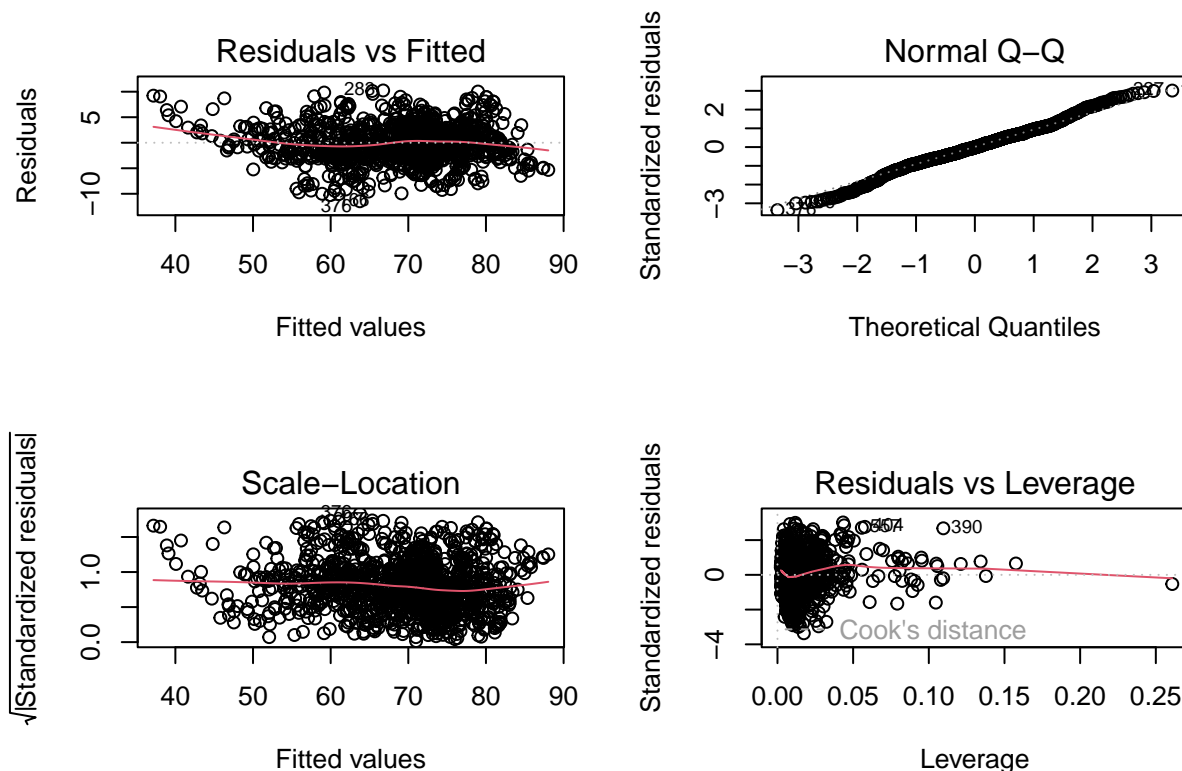 Residuals vs Fitted
Residuals
5
−10
288
376
40 50 60 70 80 90
Fitted values
Normal Q−Q
Standardized residuals
2
0
−3
−3 −2 −1 0 1 2 3
Theoretical Quantiles
Scale−Location
√|Standardized residuals|
1.0
0.0
40 50 60 70 80 90
Fitted values
Residuals vs Leverage
Standardized residuals
0
−4
390
Cook's distance
0.00 0.05 0.10 0.15 0.20 0.25
Leverage